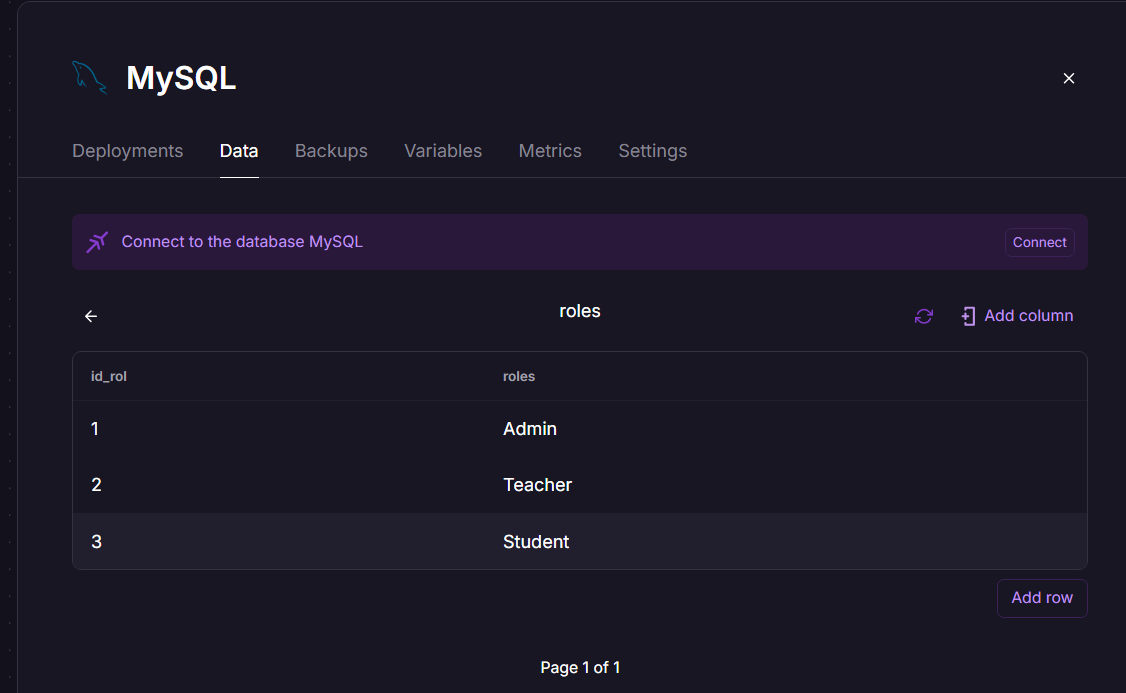 MySQL
Deployments Data Backups Variables Metrics Settings
Connect to the database MySQL Connect
roles Add column
id_rol roles
1 Admin
2 Teacher
3 Student
Add row
Page 1 of 1